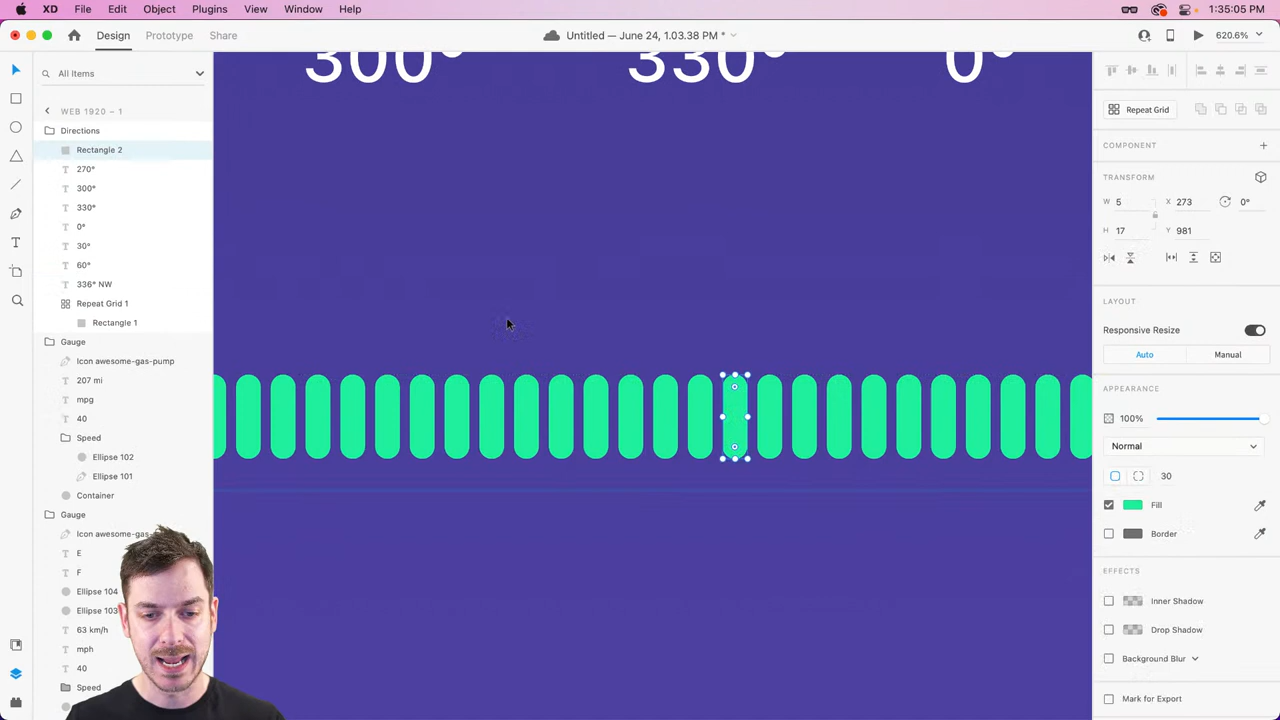 XD File Edit Object Plugins View Window Help 1:35:05 PM
Design Prototype Share Untitled — June 24, 1.03.38 PM * 620.6%
All Items
WEB 1920 – 1
Directions
Rectangle 2
270°
300°
330°
0°
30°
60°
336° NW
Repeat Grid 1
Rectangle 1
Gauge
Icon awesome-gas-pump
207 mi
mpg
40
Speed
Ellipse 102
Ellipse 101
Container
Gauge
Icon awesome-gas-
E
F
Ellipse 104
Ellipse 103
63 km/h
mph
40
Speed
300° 330° 0°
Repeat Grid
COMPONENT
TRANSFORM
W 5 X 273 0°
H 17 Y 981
LAYOUT
Responsive Resize
Auto Manual
APPEARANCE
100%
Normal
30
Fill
Border
EFFECTS
Inner Shadow
Drop Shadow
Background Blur
Mark for Export